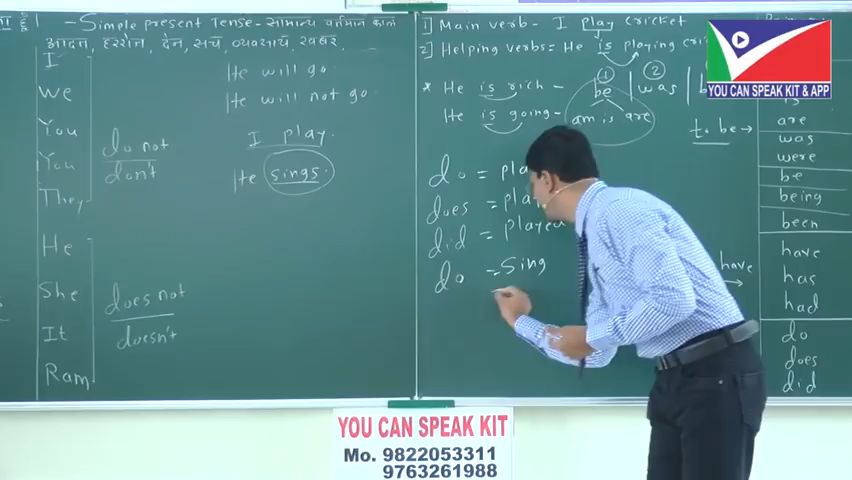 - Simple present Tense - सामान्य वर्तमान काल
आदत, हररोज, देन, सत्य, व्यवसाय, खबर.
I
We
You
You
They
do not
don't
He
She
It
Ram
does not
doesn't
He will go.
He will not go.
I play.
He sings.
1] Main verb - I play cricket
2] Helping verbs = He is playing
* He is rich -
He is going -
① be
am is are
② was
to be →
do =
does =
did = played
do = Sing
have →
is
are
was
were
be
being
been
have
has
had
do
does
did
YOU CAN SPEAK KIT & APP
YOU CAN SPEAK KIT
Mo. 9822053311
9763261988